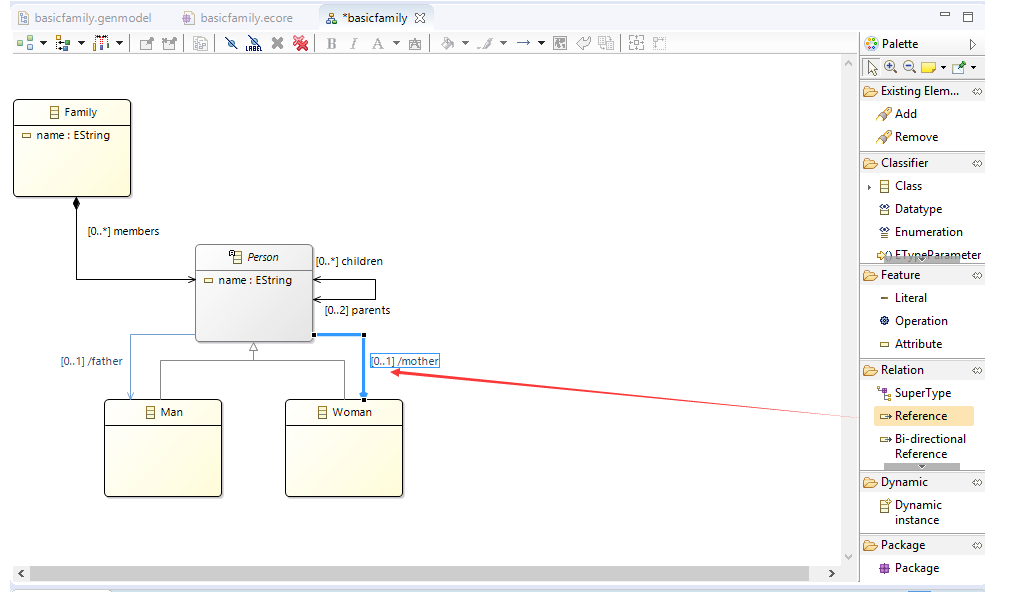 basicfamily.genmodel
basicfamily.ecore
*basicfamily
LABEL
B I A
Palette
Existing Elem...
Add
Remove
Classifier
Class
Datatype
Enumeration
ETypeParameter
Feature
Literal
Operation
Attribute
Relation
SuperType
Reference
Bi-directional
Reference
Dynamic
Dynamic
instance
Package
Package
Family
name : EString
[0..*] members
Person
name : EString
[0..*] children
[0..2] parents
[0..1] /father
[0..1] /mother
Man
Woman